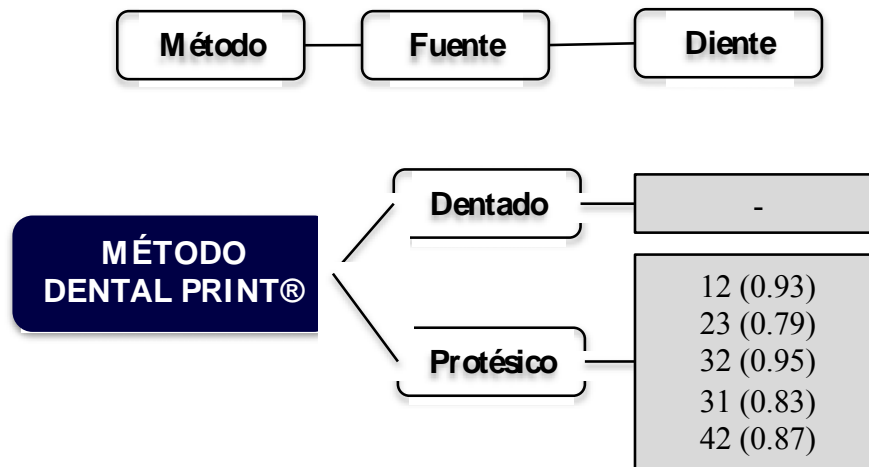 Método
Fuente
Diente
Dentado
-
MÉTODO
DENTAL PRINT®
Protésico
12 (0.93)
23 (0.79)
32 (0.95)
31 (0.83)
42 (0.87)